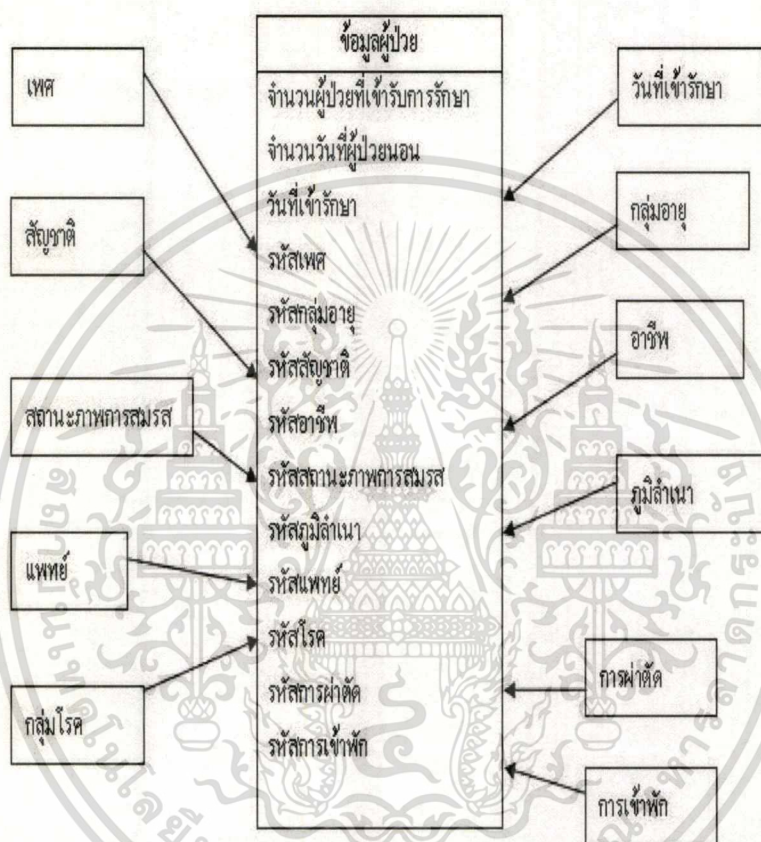 ข้อมูลผู้ป่วย
จำนวนผู้ป่วยที่เข้ารับการรักษา
จำนวนวันที่ผู้ป่วยนอน
วันที่เข้ารักษา
รหัสเพศ
รหัสกลุ่มอายุ
รหัสสัญชาติ
รหัสอาชีพ
รหัสสถานะภาพการสมรส
รหัสภูมิลำเนา
รหัสแพทย์
รหัสโรค
รหัสการผ่าตัด
รหัสการเข้าพัก
เพศ
สัญชาติ
สถานะภาพการสมรส
แพทย์
กลุ่มโรค
วันที่เข้ารักษา
กลุ่มอายุ
อาชีพ
ภูมิลำเนา
การผ่าตัด
การเข้าพัก